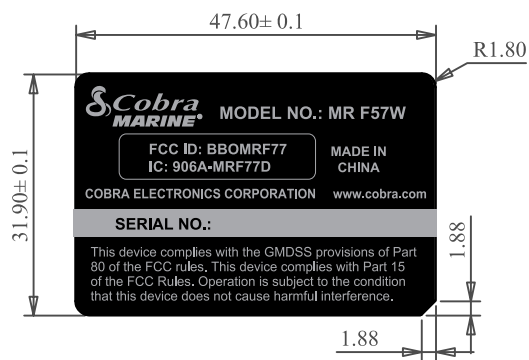 47.60± 0.1
R1.80
Cobra
MARINE®
MODEL NO.: MR F57W
FCC ID: BBOMRF77
IC: 906A-MRF77D
MADE IN
CHINA
COBRA ELECTRONICS CORPORATION www.cobra.com
SERIAL NO.:
This device complies with the GMDSS provisions of Part
80 of the FCC rules. This device complies with Part 15
of the FCC Rules. Operation is subject to the condition
that this device does not cause harmful interference.
31.90± 0.1
1.88
1.88